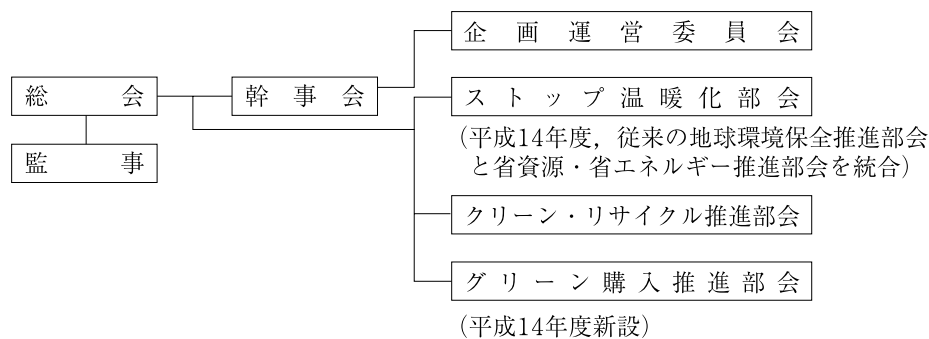 企画運営委員会
総会
幹事会
ストップ温暖化部会
（平成14年度，従来の地球環境保全推進部会
と省資源・省エネルギー推進部会を統合）
監事
クリーン・リサイクル推進部会
グリーン購入推進部会
（平成14年度新設）